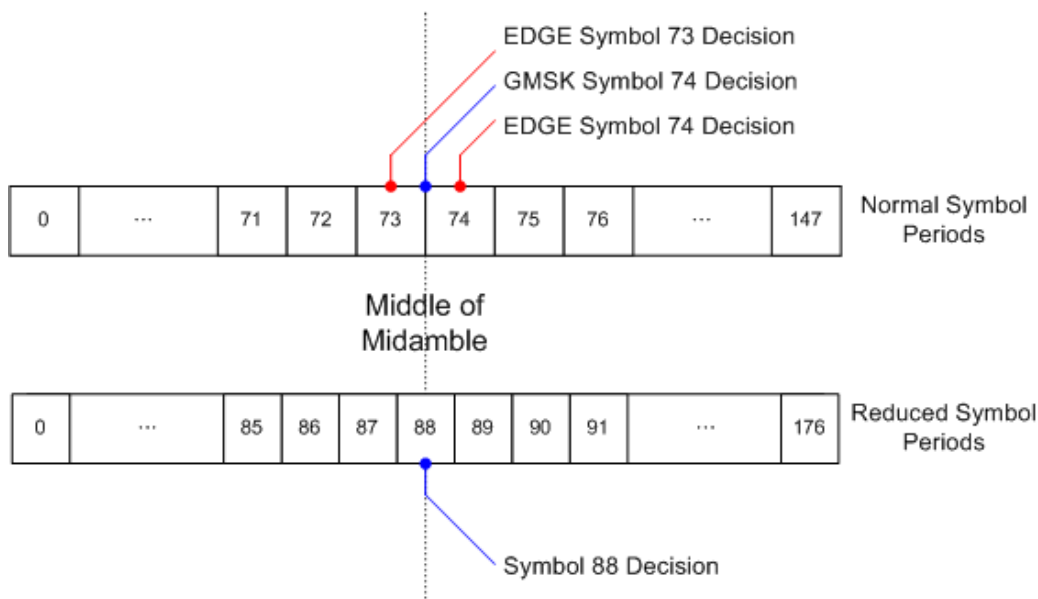 EDGE Symbol 73 Decision
GMSK Symbol 74 Decision
EDGE Symbol 74 Decision
0 ... 71 72 73 74 75 76 ... 147
Normal Symbol
Periods
Middle of
Midamble
0 ... 85 86 87 88 89 90 91 ... 176
Reduced Symbol
Periods
Symbol 88 Decision